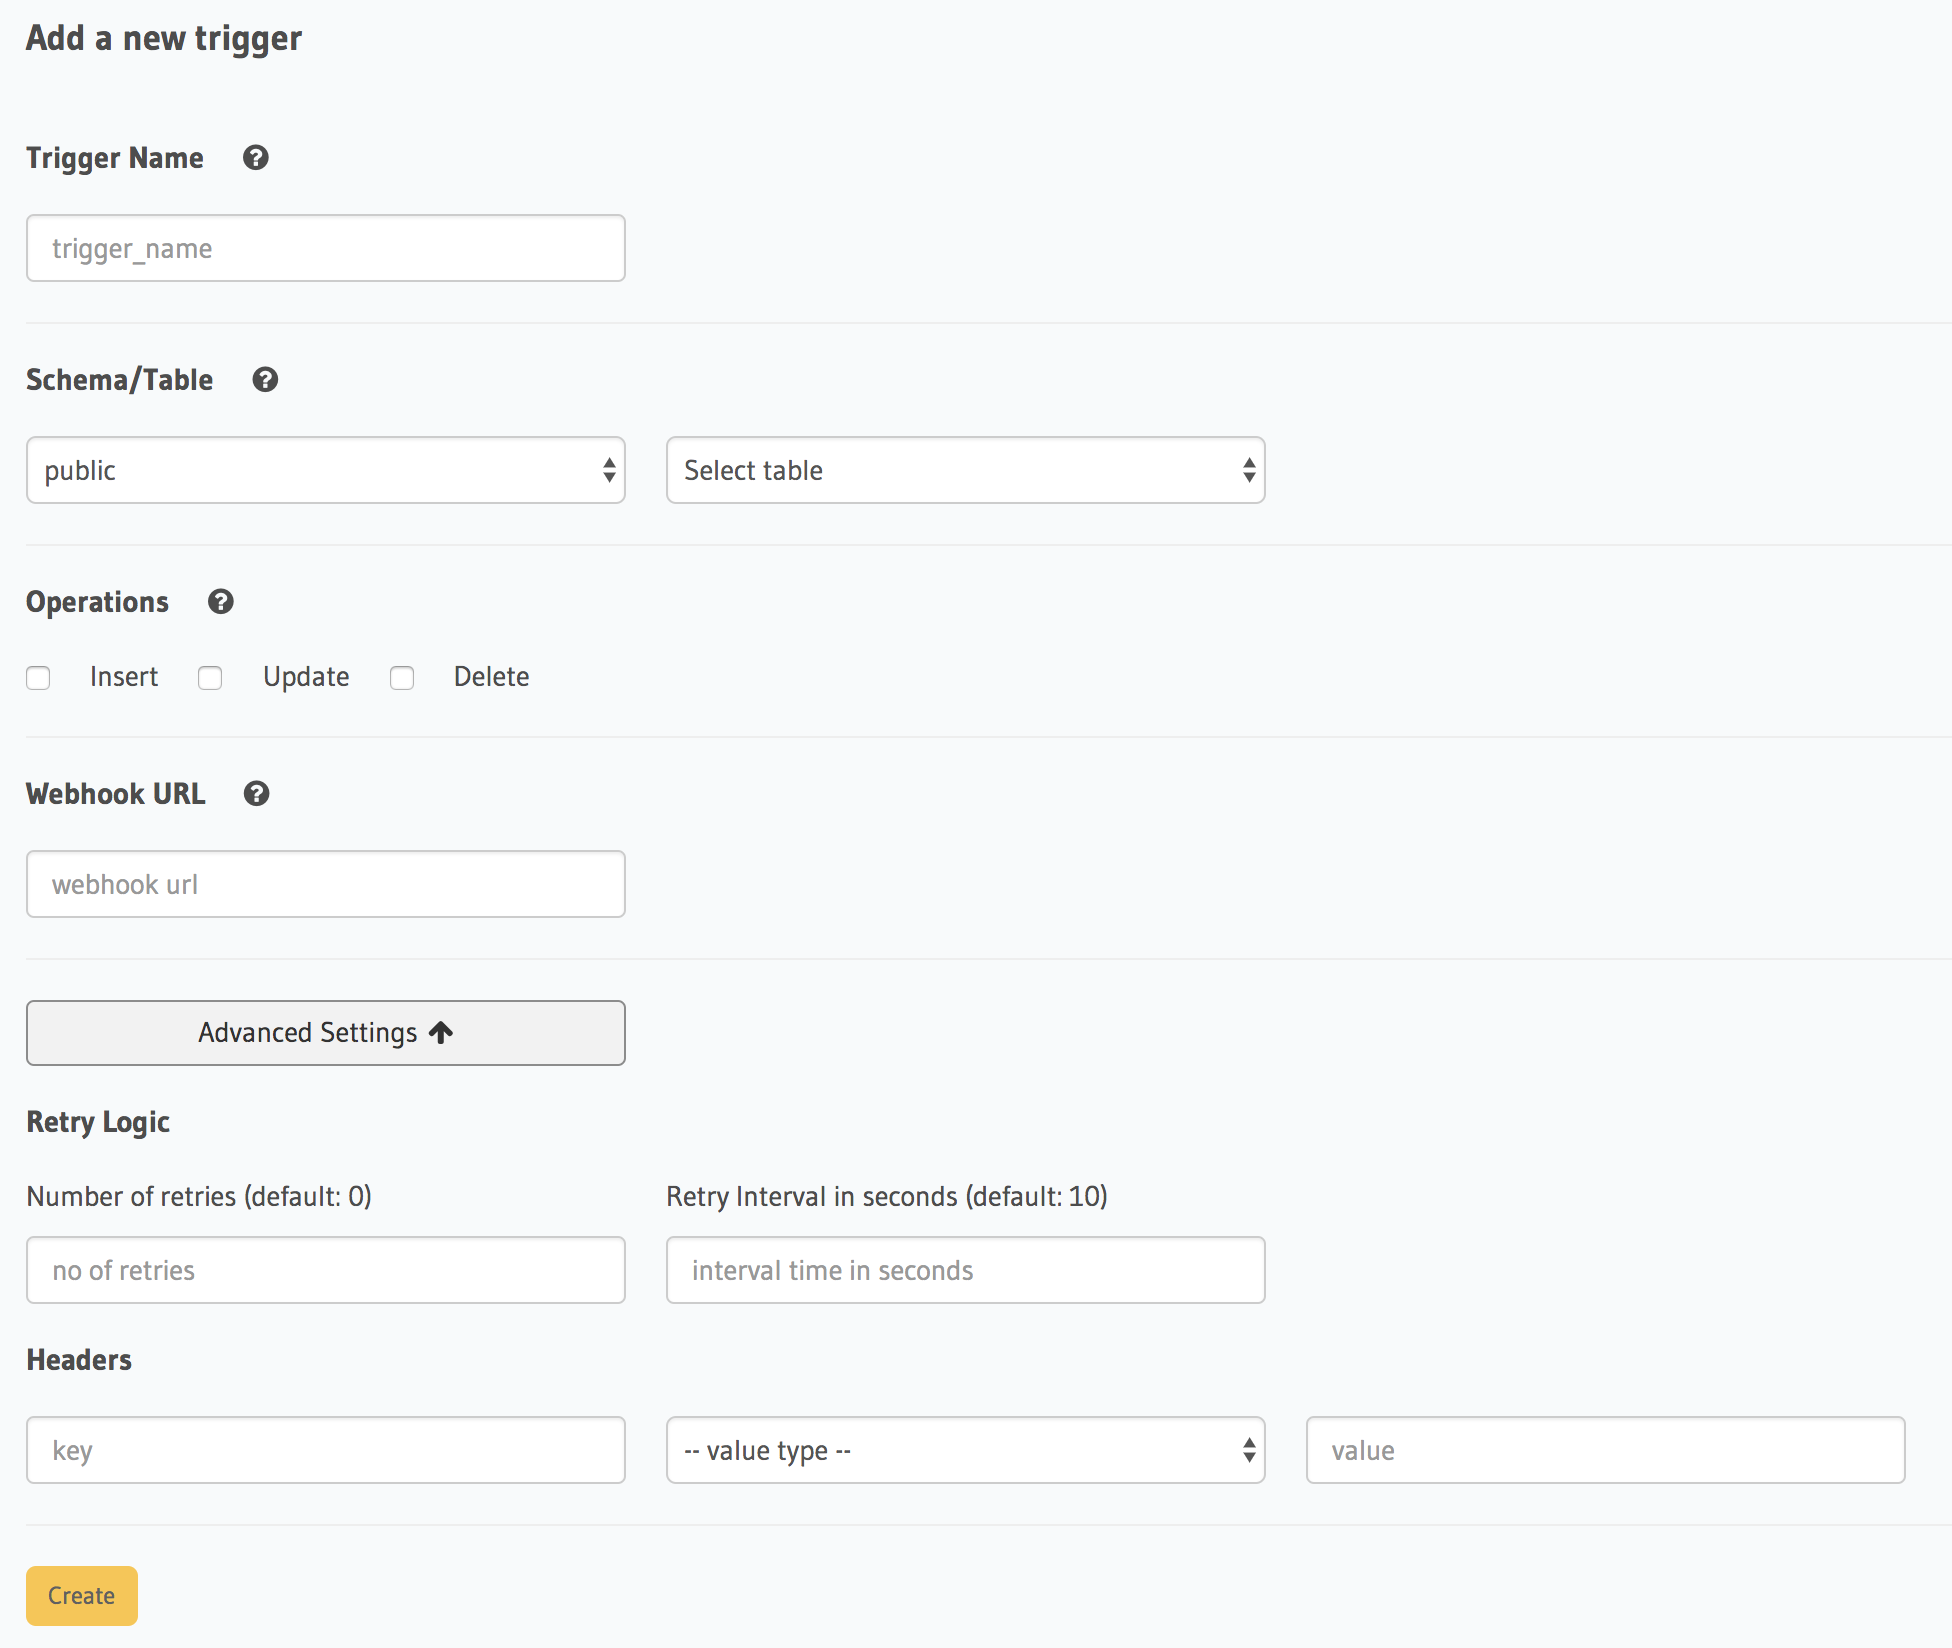 Add a new trigger
Trigger Name
trigger_name
Schema/Table
public Select table
Operations
Insert Update Delete
Webhook URL
webhook url
Advanced Settings
Retry Logic
Number of retries (default: 0) Retry Interval in seconds (default: 10)
no of retries interval time in seconds
Headers
key -- value type -- value
Create